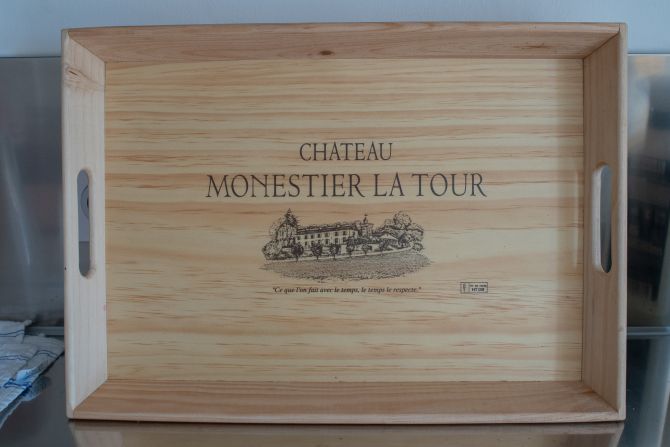 CHATEAU
MONESTIER LA TOUR
"Ce que l'on fait avec le temps, le temps le respecte."